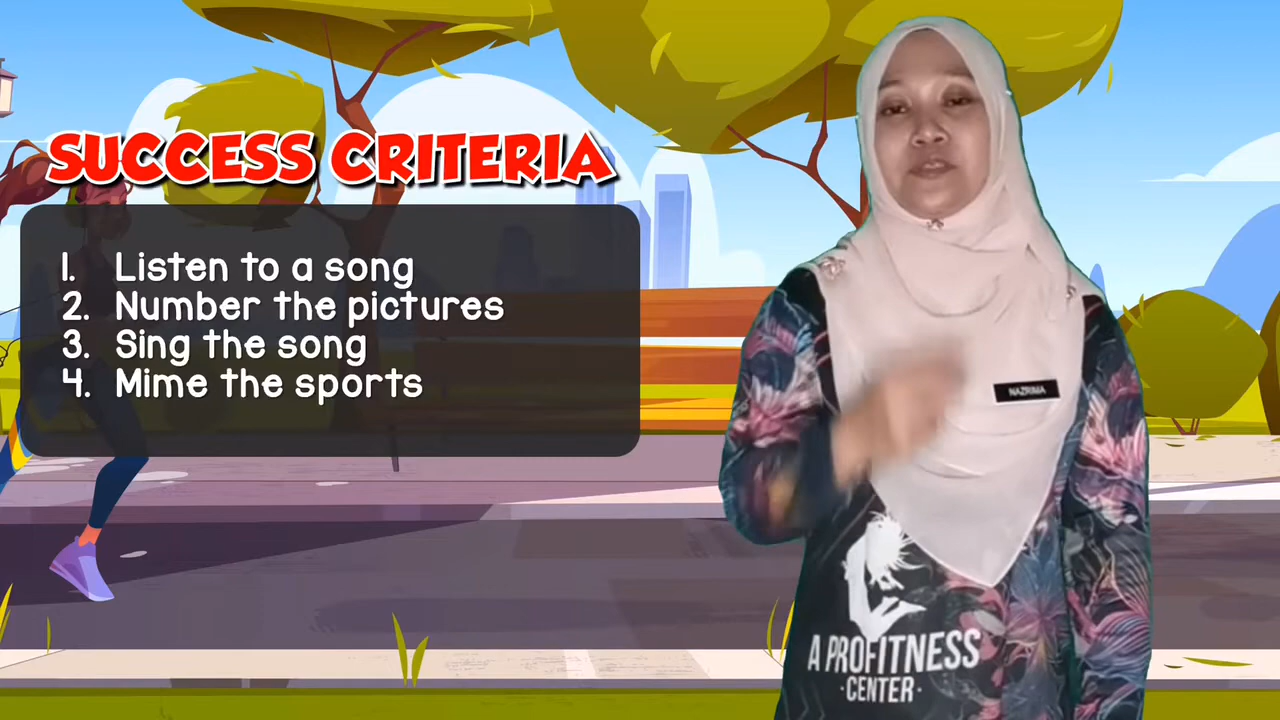 SUCCESS CRITERIA
1. Listen to a song
2. Number the pictures
3. Sing the song
4. Mime the sports
NAZRIMA
A PROFITNESS
·CENTER·